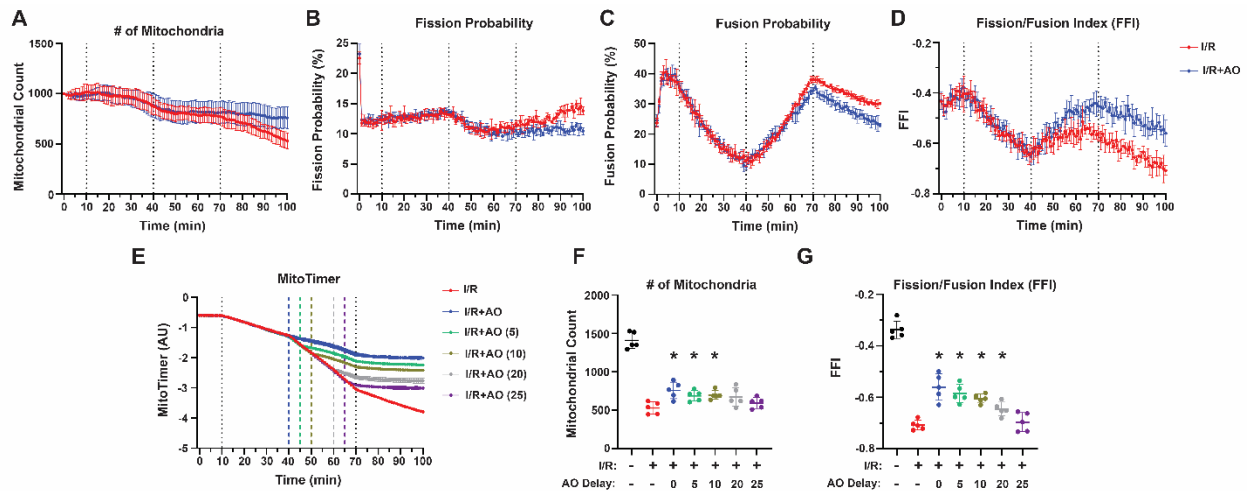 A
# of Mitochondria
Mitochondrial Count
1500
1000
500
0
0 10 20 30 40 50 60 70 80 90 100
Time (min)
B
Fission Probability
Fission Probability (%)
25
20
15
10
5
0
0 10 20 30 40 50 60 70 80 90 100
Time (min)
C
Fusion Probability
Fusion Probability (%)
50
40
30
20
10
0
0 10 20 30 40 50 60 70 80 90 100
Time (min)
D
Fission/Fusion Index (FFI)
FFI
-0.2
-0.4
-0.6
-0.8
0 10 20 30 40 50 60 70 80 90 100
Time (min)
I/R
I/R+AO
E
MitoTimer
MitoTimer (AU)
0
-1
-2
-3
-4
-5
0 10 20 30 40 50 60 70 80 90 100
Time (min)
I/R
I/R+AO
I/R+AO (5)
I/R+AO (10)
I/R+AO (20)
I/R+AO (25)
F
# of Mitochondria
Mitochondrial Count
2000
1500
1000
500
0
* * *
I/R: - + + + + + +
AO Delay: - - 0 5 10 20 25
G
Fission/Fusion Index (FFI)
FFI
-0.2
-0.4
-0.6
-0.8
* * * *
I/R: - + + + + + +
AO Delay: - - 0 5 10 20 25